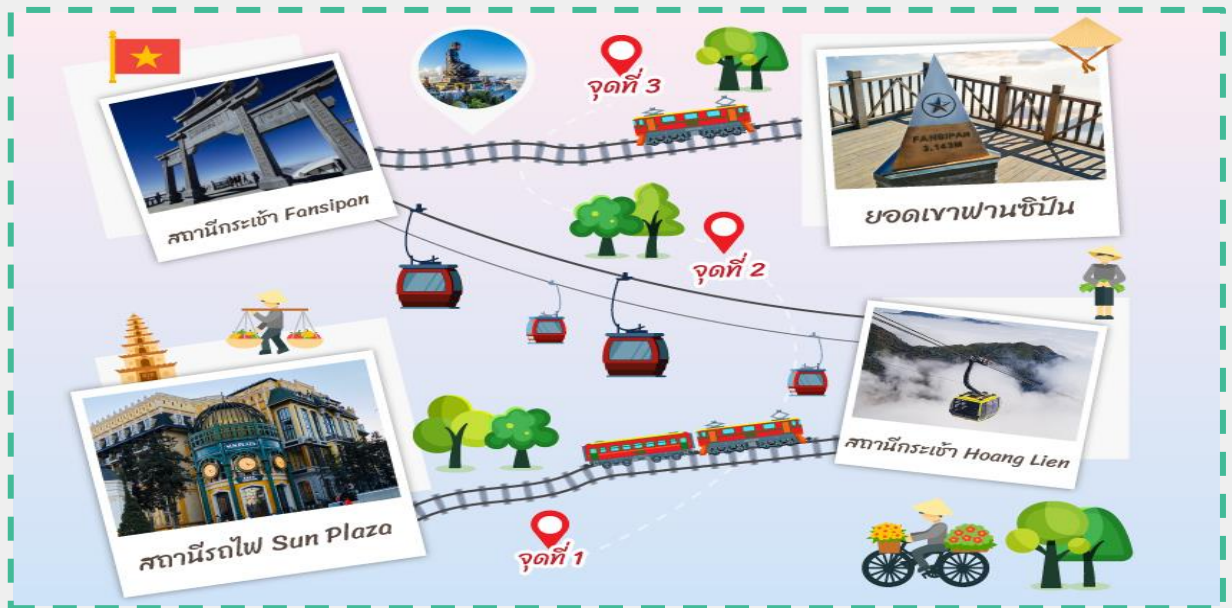 จุดที่ 3
สถานีกระเช้า Fansipan
FANSIPAN
3.143M
ยอดเขาฟานซิปัน
จุดที่ 2
สถานีรถไฟ Sun Plaza
สถานีกระเช้า Hoang Lien
จุดที่ 1